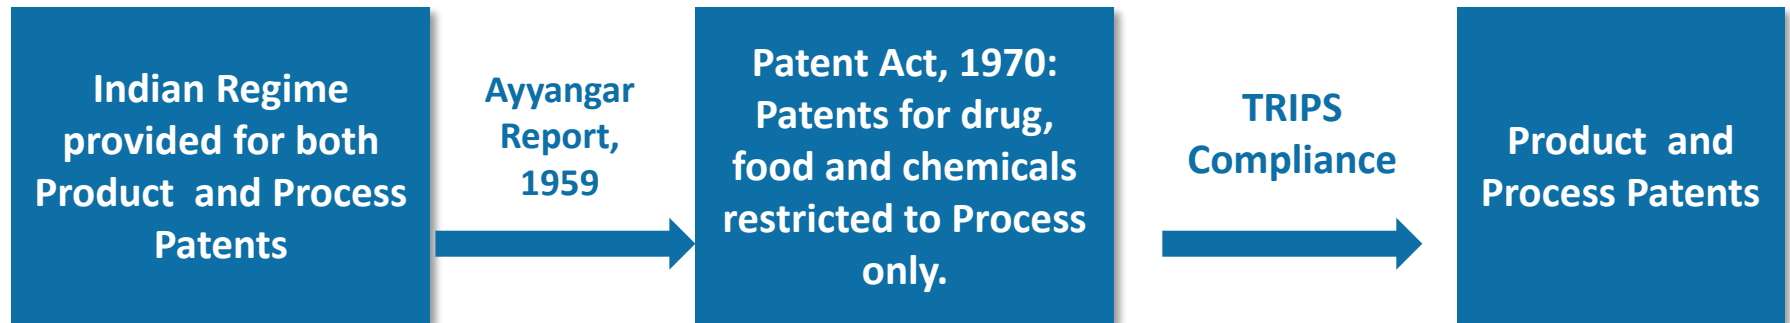 Indian Regime
provided for both
Product and Process
Patents
Ayyangar
Report,
1959
Patent Act, 1970:
Patents for drug,
food and chemicals
restricted to Process
only.
TRIPS
Compliance
Product and
Process Patents